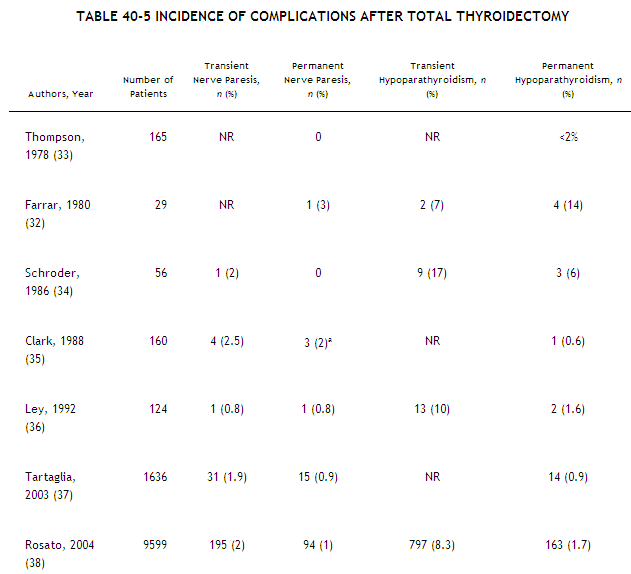 TABLE 40-5 INCIDENCE OF COMPLICATIONS AFTER TOTAL THYROIDECTOMY
Authors, Year Number of Patients Transient Nerve Paresis, n (%) Permanent Nerve Paresis, n (%) Transient Hypoparathyroidism, n (%) Permanent Hypoparathyroidism, n (%)
Thompson, 1978 (33) 165 NR 0 NR <2%
Farrar, 1980 (32) 29 NR 1 (3) 2 (7) 4 (14)
Schroder, 1986 (34) 56 1 (2) 0 9 (17) 3 (6)
Clark, 1988 (35) 160 4 (2.5) 3 (2)ª NR 1 (0.6)
Ley, 1992 (36) 124 1 (0.8) 1 (0.8) 13 (10) 2 (1.6)
Tartaglia, 2003 (37) 1636 31 (1.9) 15 (0.9) NR 14 (0.9)
Rosato, 2004 (38) 9599 195 (2) 94 (1) 797 (8.3) 163 (1.7)